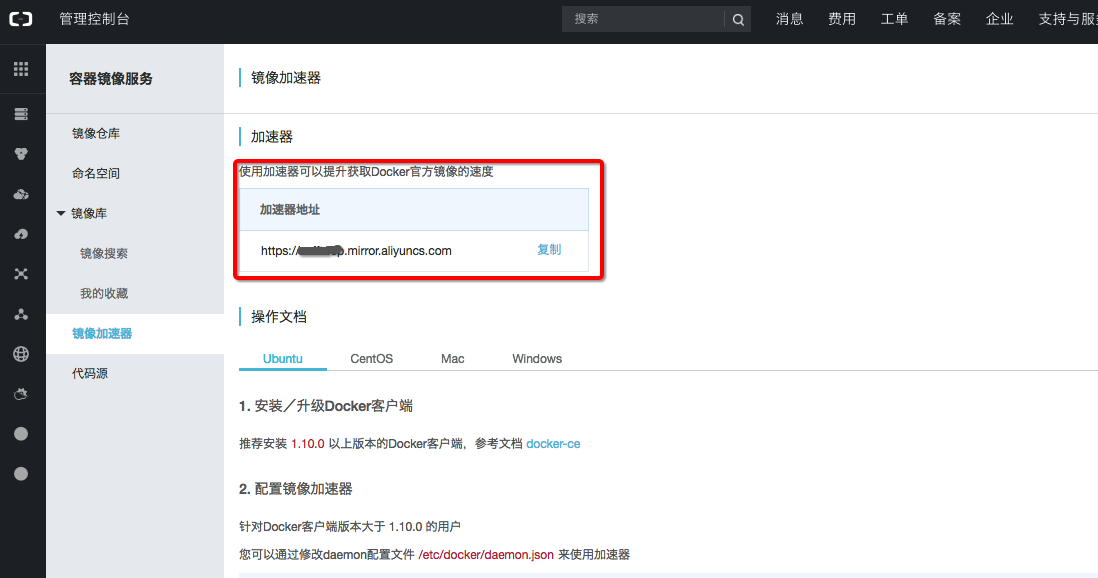 管理控制台
搜索
消息 费用 工单 备案 企业 支持与服
容器镜像服务
镜像仓库
命名空间
镜像库
镜像搜索
我的收藏
镜像加速器
代码源
镜像加速器
加速器
使用加速器可以提升获取Docker官方镜像的速度
加速器地址
https:/ p.mirror.aliyuncs.com 复制
操作文档
Ubuntu CentOS Mac Windows
1. 安装／升级Docker客户端
推荐安装 1.10.0 以上版本的Docker客户端，参考文档 docker-ce
2. 配置镜像加速器
针对Docker客户端版本大于 1.10.0 的用户
您可以通过修改daemon配置文件 /etc/docker/daemon.json 来使用加速器